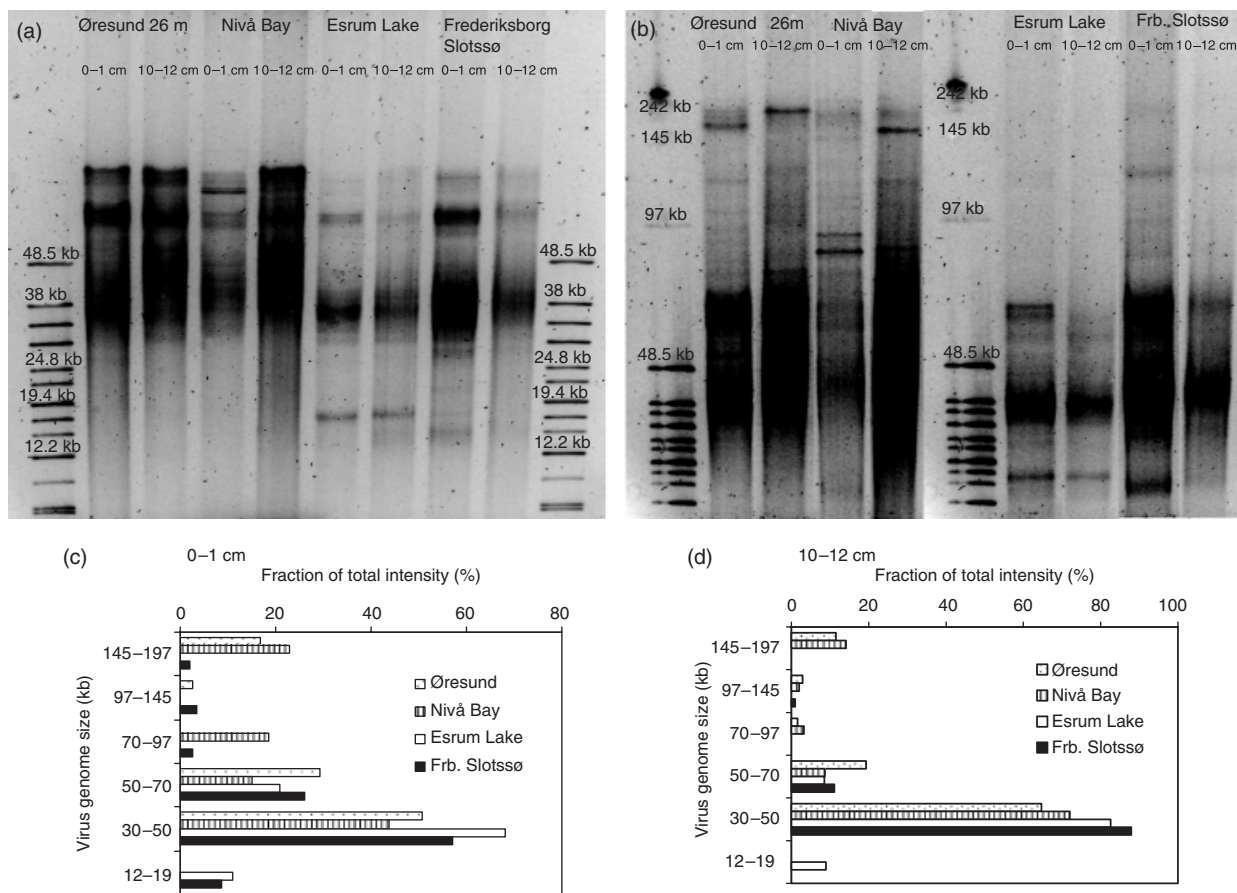 (a)
Øresund 26 m Nivå Bay Esrum Lake Frederiksborg
Slotssø
0–1 cm 10–12 cm 0–1 cm 10–12 cm 0–1 cm 10–12 cm 0–1 cm 10–12 cm
48.5 kb 48.5 kb
38 kb 38 kb
24.8 kb 24.8 kb
19.4 kb 19.4 kb
12.2 kb 12.2 kb
(b)
Øresund 26m Nivå Bay Esrum Lake Frb. Slotssø
0–1 cm 10–12 cm 0–1 cm 10–12 cm 0–1 cm 10–12 cm 0–1 cm 10–12 cm
242 kb 242 kb
145 kb 145 kb 145 kb
97 kb 97 kb
48.5 kb 48.5 kb
(c) 0–1 cm
Fraction of total intensity (%)
0 20 40 60 80
Virus genome size (kb)
145–197
97–145
70–97
50–70
30–50
12–19
Øresund
Nivå Bay
Esrum Lake
Frb. Slotssø
(d) 10–12 cm
Fraction of total intensity (%)
0 20 40 60 80 100
Virus genome size (kb)
145–197
97–145
70–97
50–70
30–50
12–19
Øresund
Nivå Bay
Esrum Lake
Frb. Slotssø